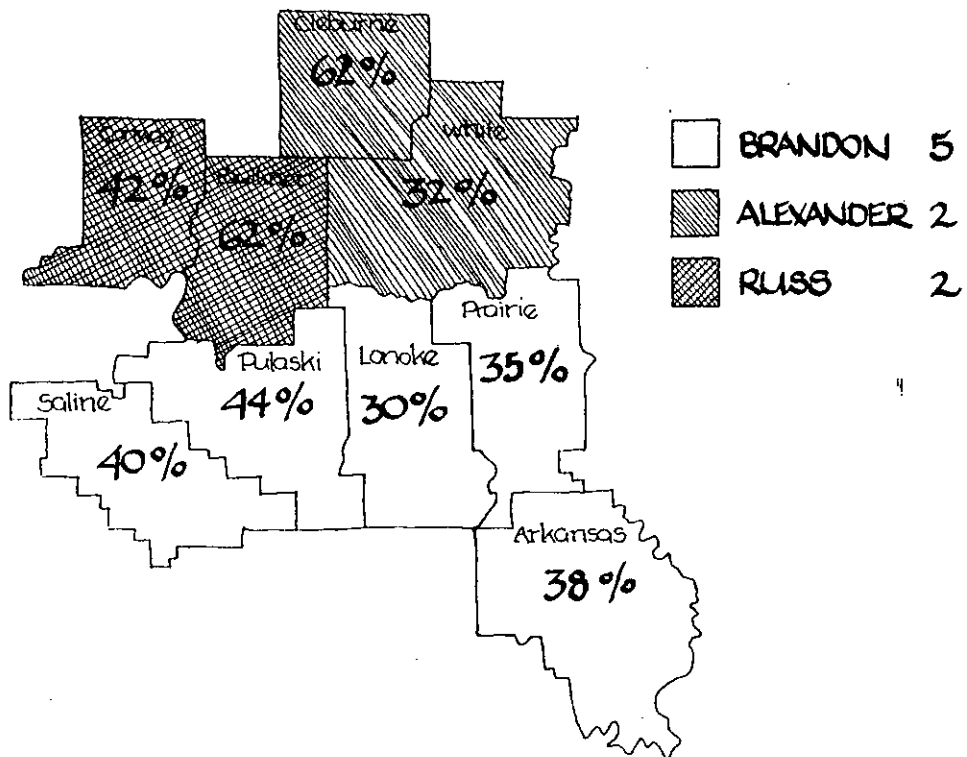 Cleburne
62%
Conway
42%
Faulkner
62%
White
32%
BRANDON 5
ALEXANDER 2
RUSS 2
Prairie
35%
Pulaski
44%
Lonoke
30%
Saline
40%
Arkansas
38%